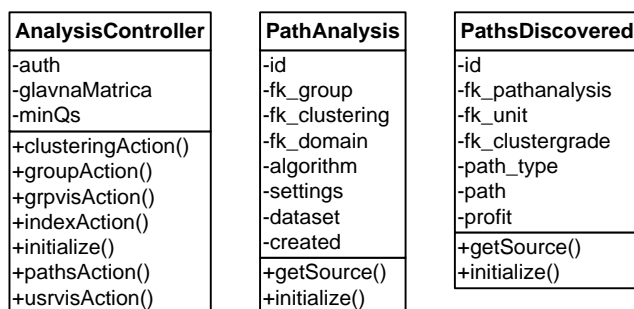 AnalysisController
-auth
-glavnaMatrica
-minQs
+clusteringAction()
+groupAction()
+grpvisAction()
+indexAction()
+initialize()
+pathsAction()
+usrvisAction()
PathAnalysis
-id
-fk_group
-fk_clustering
-fk_domain
-algorithm
-settings
-dataset
-created
+getSource()
+initialize()
PathsDiscovered
-id
-fk_pathanalysis
-fk_unit
-fk_clustergrade
-path_type
-path
-profit
+getSource()
+initialize()